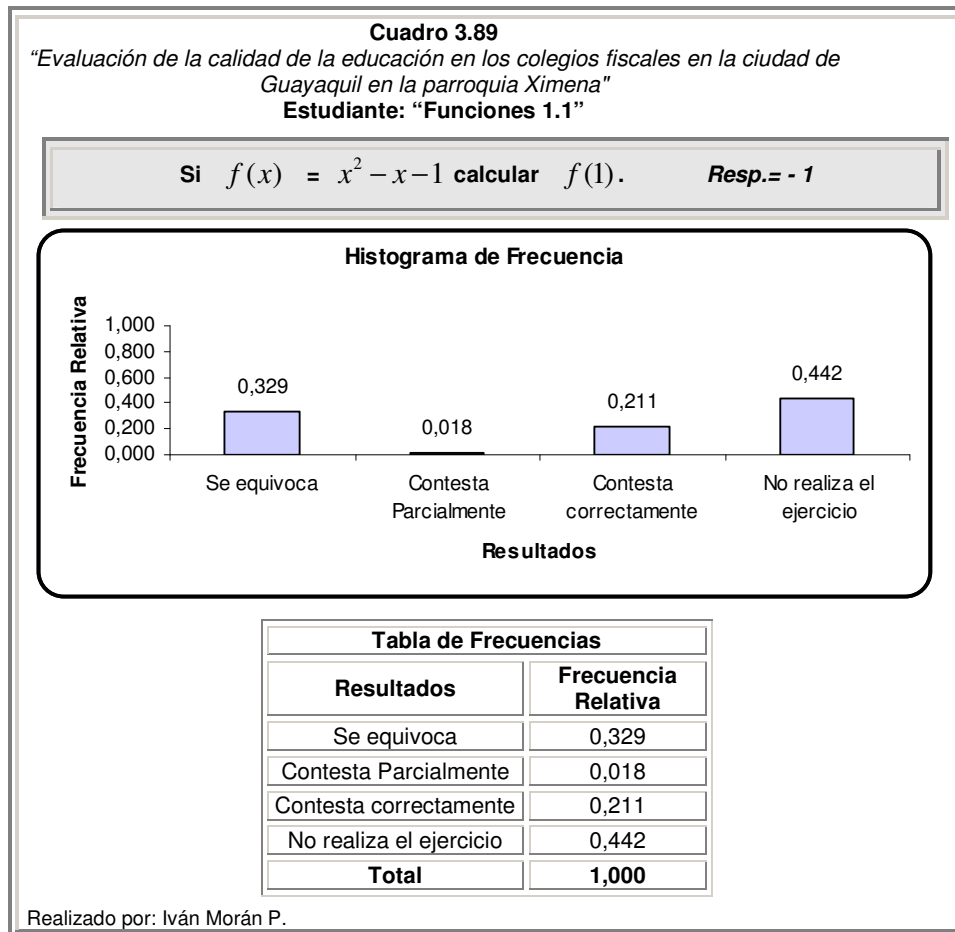 Cuadro 3.89
“Evaluación de la calidad de la educación en los colegios fiscales en la ciudad de
Guayaquil en la parroquia Ximena"
Estudiante: “Funciones 1.1”
Si f(x) = x² − x − 1 calcular f(1). Resp.= - 1
Histograma de Frecuencia
Frecuencia Relativa
1,000
0,800
0,600
0,400
0,200
0,000
0,329
0,018
0,211
0,442
Se equivoca
Contesta
Parcialmente
Contesta
correctamente
No realiza el
ejercicio
Resultados
Tabla de Frecuencias
Resultados Frecuencia
Relativa
Se equivoca 0,329
Contesta Parcialmente 0,018
Contesta correctamente 0,211
No realiza el ejercicio 0,442
Total 1,000
Realizado por: Iván Morán P.